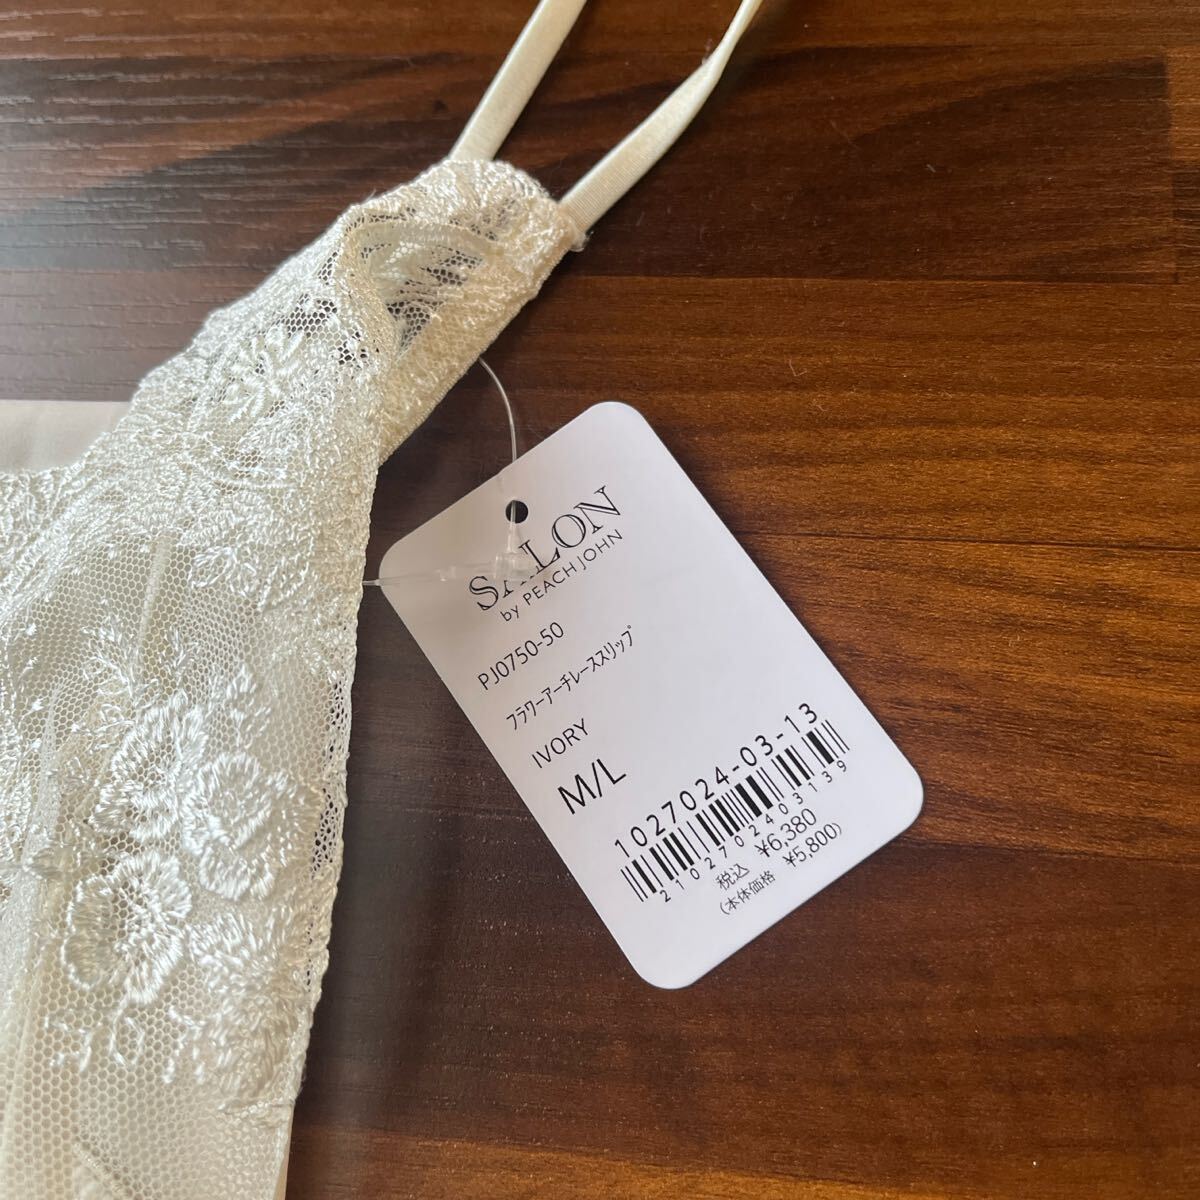 SALON
by PEACH JOHN
PJ0750-50
フラワーアーチレーススリップ
IVORY
M/L
1027024-03-13
2102702403139
税込 ¥6,380
(本体価格 ¥5,800)